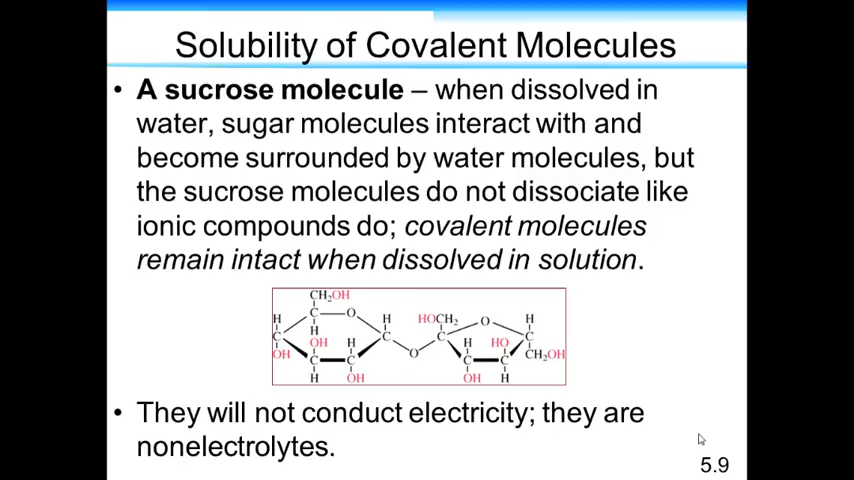 Solubility of Covalent Molecules
• A sucrose molecule – when dissolved in
water, sugar molecules interact with and
become surrounded by water molecules, but
the sucrose molecules do not dissociate like
ionic compounds do; covalent molecules
remain intact when dissolved in solution.
CH₂OH
C O H HOCH₂ O H
H H
C OH H C C H HO C
OH C C O C C CH₂OH
H OH OH H
• They will not conduct electricity; they are
nonelectrolytes.
5.9